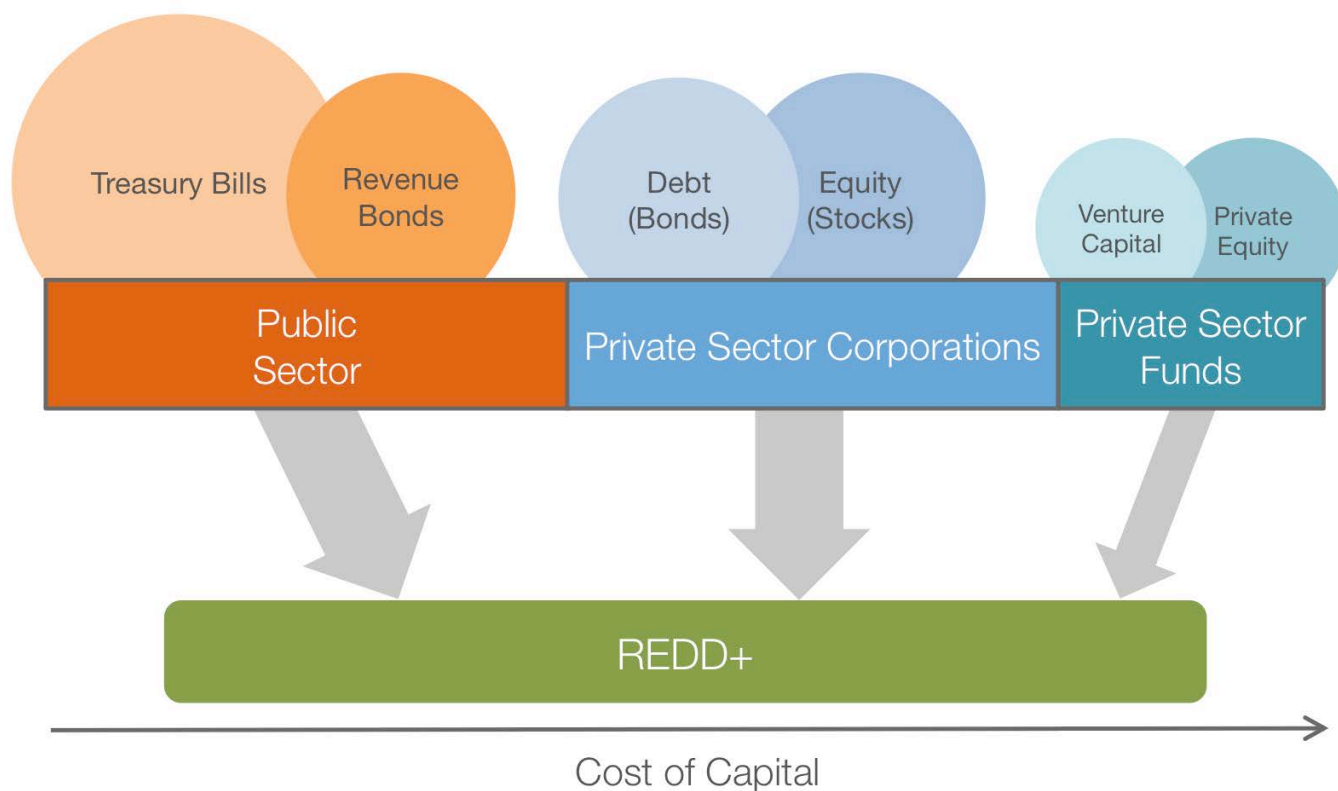 Treasury Bills
Revenue
Bonds
Debt
(Bonds)
Equity
(Stocks)
Venture
Capital
Private
Equity
Public
Sector
Private Sector Corporations
Private Sector
Funds
REDD+
Cost of Capital